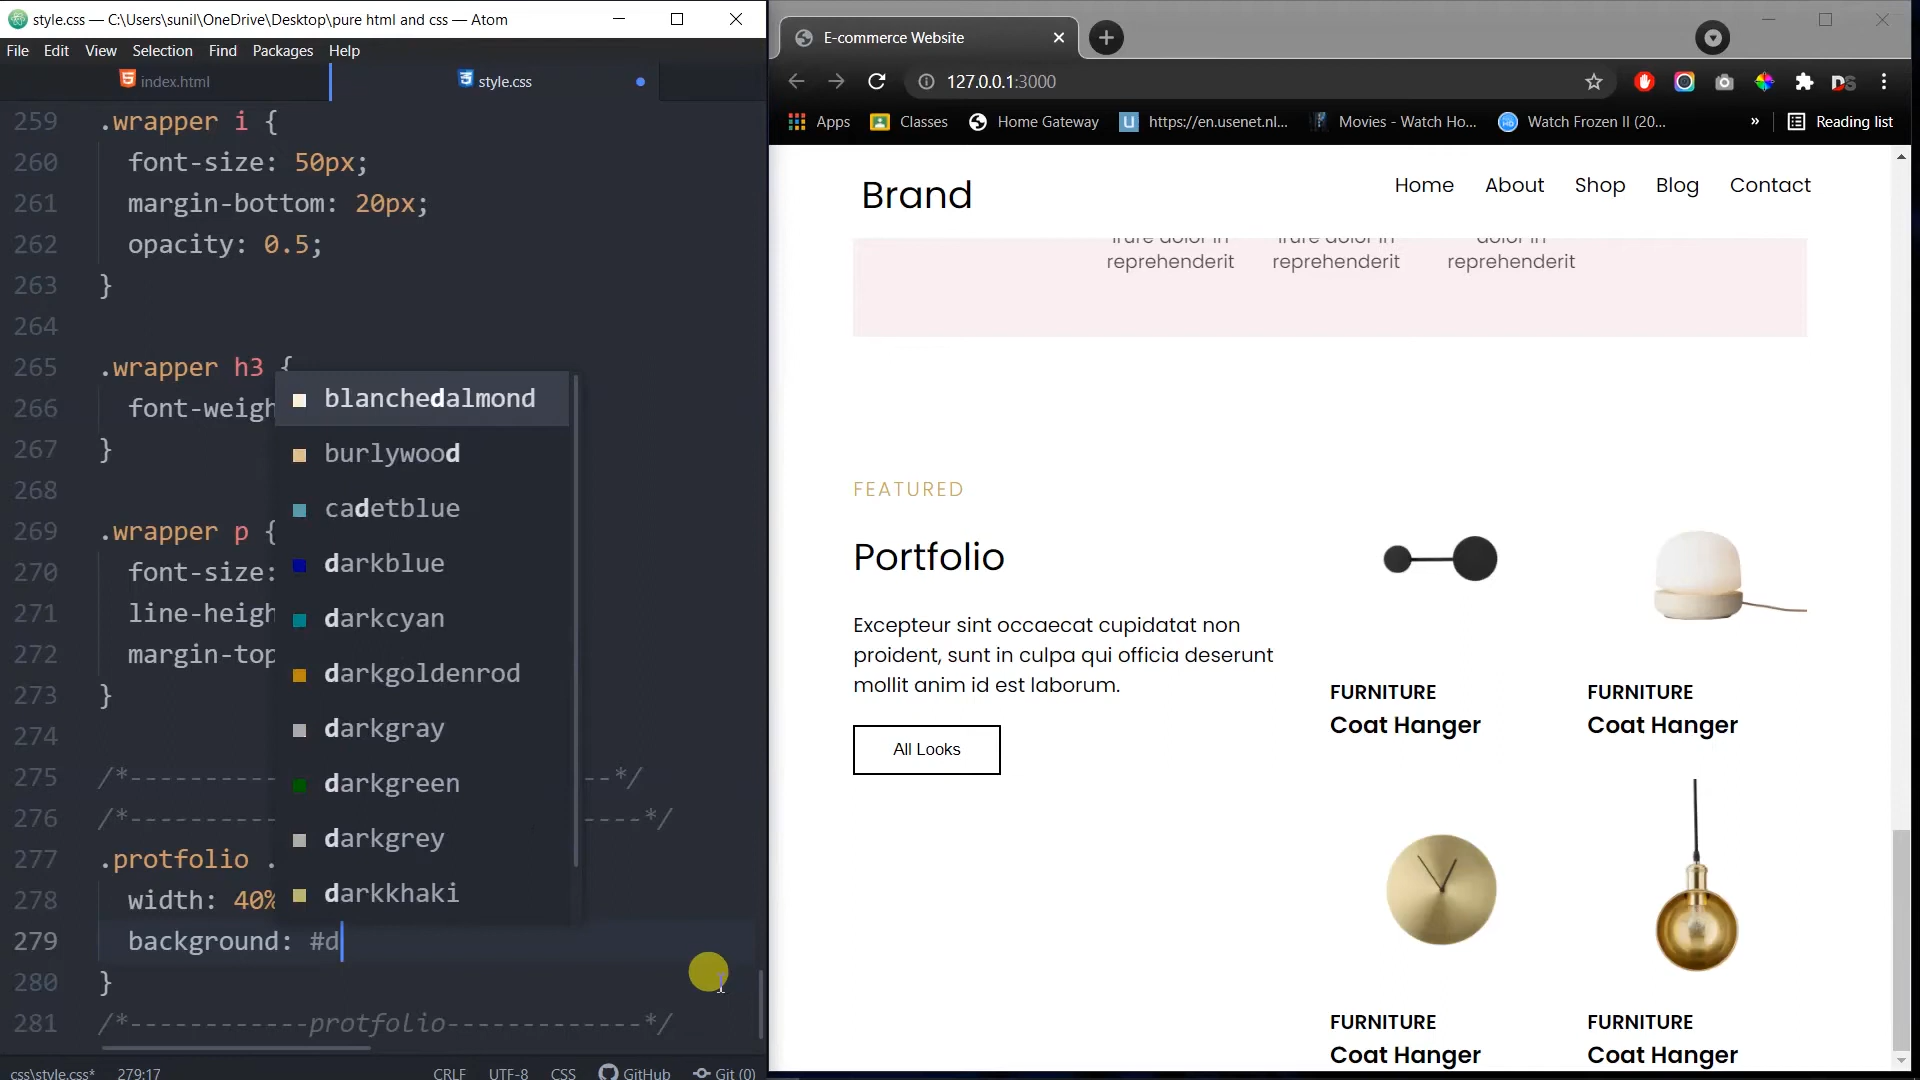 style.css — C:\Users\sunil\OneDrive\Desktop\pure html and css — Atom
File Edit View Selection Find Packages Help
index.html
style.css
259 .wrapper i {
260 font-size: 50px;
261 margin-bottom: 20px;
262 opacity: 0.5;
263 }
264
265 .wrapper h3 {
266 font-weigh
267 }
268
269 .wrapper p {
270 font-size:
271 line-heigh
272 margin-top
273 }
274
275 /*----------- --*/
276 /*----------- ----*/
277 .protfolio .
278 width: 40%
279 background: #d
280 }
281 /*------------protfolio-------------*/
blanchedalmond
burlywood
cadetblue
darkblue
darkcyan
darkgoldenrod
darkgray
darkgreen
darkgrey
darkkhaki
css\style.css* 279:17 CRLF UTF-8 CSS GitHub Git (0)
E-commerce Website
127.0.0.1:3000
Apps Classes Home Gateway https://en.usenet.nl... Movies - Watch Ho... Watch Frozen II (20... » Reading list
Brand
Home About Shop Blog Contact
irure dolor in irure dolor in dolor in
reprehenderit reprehenderit reprehenderit
FEATURED
Portfolio
Excepteur sint occaecat cupidatat non
proident, sunt in culpa qui officia deserunt
mollit anim id est laborum.
All Looks
FURNITURE
Coat Hanger
FURNITURE
Coat Hanger
FURNITURE
Coat Hanger
FURNITURE
Coat Hanger